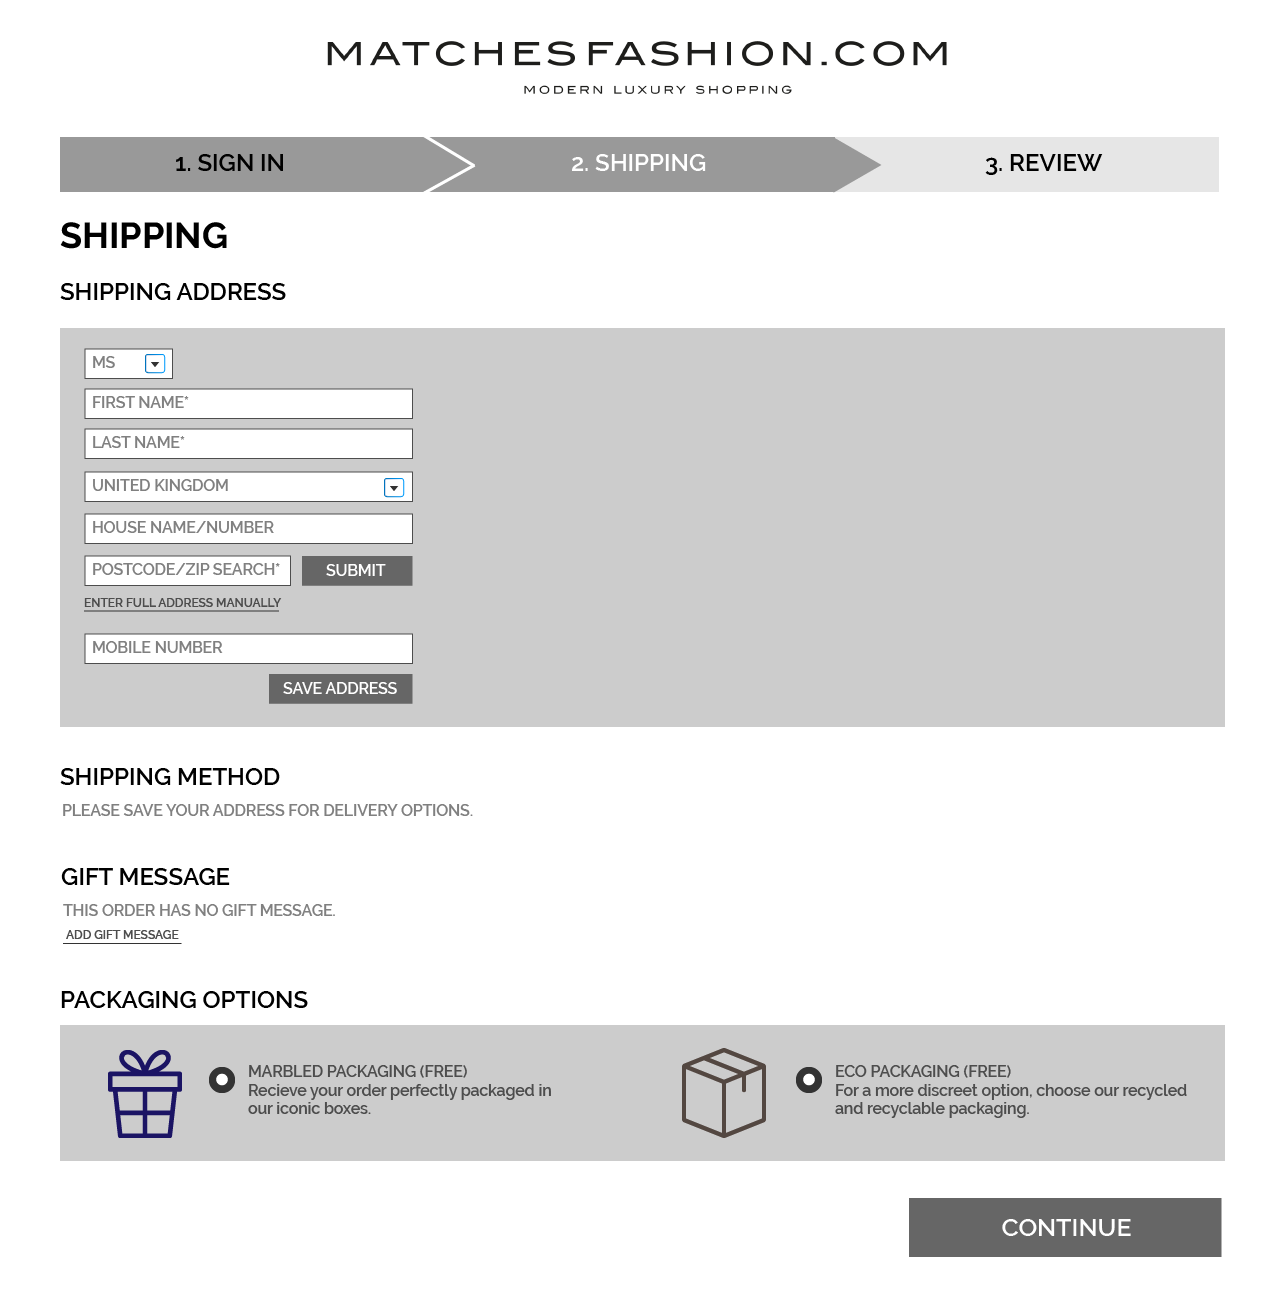 MATCHESFASHION.COM
MODERN LUXURY SHOPPING
1. SIGN IN
2. SHIPPING
3. REVIEW
SHIPPING
SHIPPING ADDRESS
MS
FIRST NAME*
LAST NAME*
UNITED KINGDOM
HOUSE NAME/NUMBER
POSTCODE/ZIP SEARCH*
SUBMIT
ENTER FULL ADDRESS MANUALLY
MOBILE NUMBER
SAVE ADDRESS
SHIPPING METHOD
PLEASE SAVE YOUR ADDRESS FOR DELIVERY OPTIONS.
GIFT MESSAGE
THIS ORDER HAS NO GIFT MESSAGE.
ADD GIFT MESSAGE
PACKAGING OPTIONS
MARBLED PACKAGING (FREE)
Recieve your order perfectly packaged in
our iconic boxes.
ECO PACKAGING (FREE)
For a more discreet option, choose our recycled
and recyclable packaging.
CONTINUE